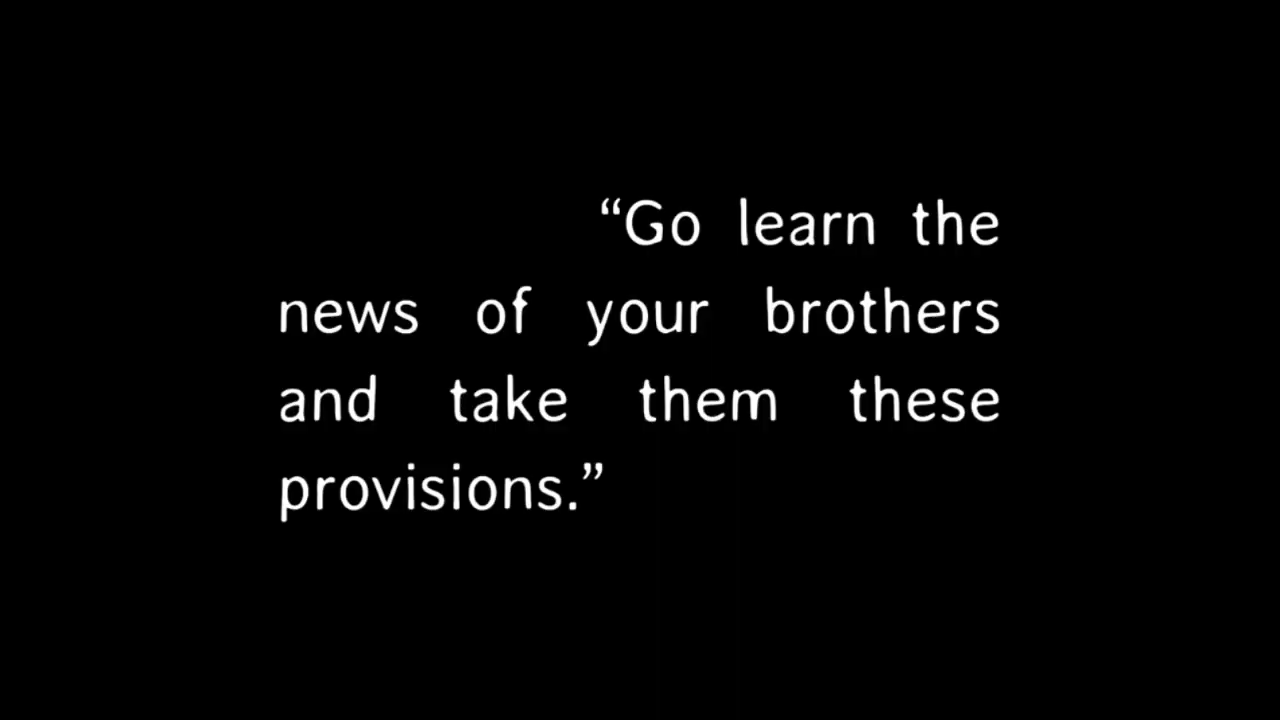 “Go learn the
news of your brothers
and take them these
provisions.”